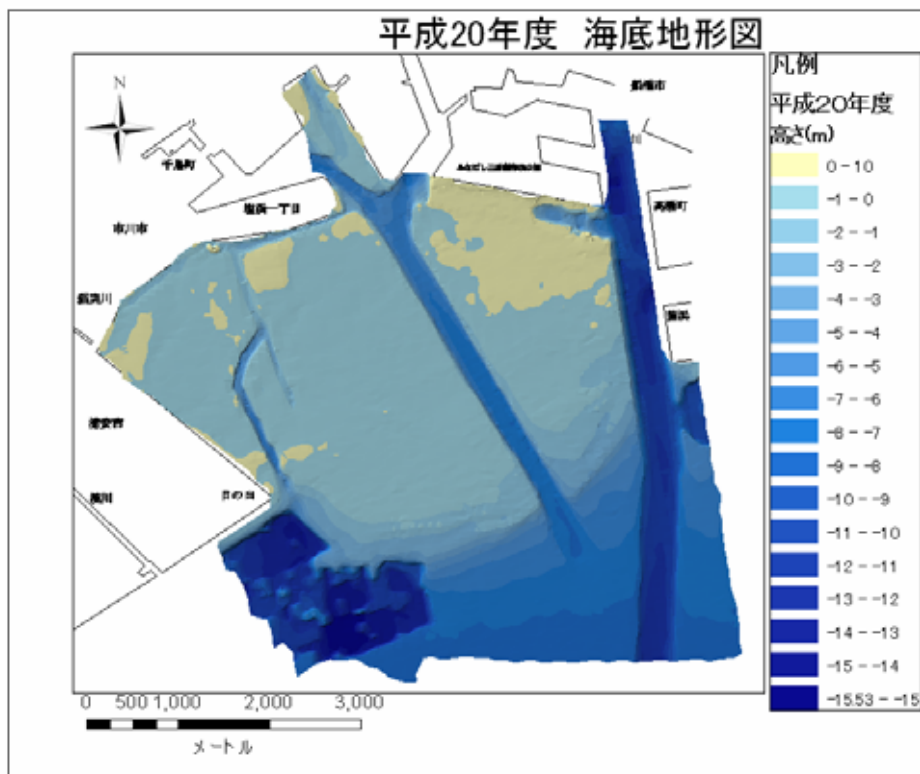 平成20年度 海底地形図
凡例
平成20年度
高さ(m)
0 - 10
-1 - 0
-2 - -1
-3 - -2
-4 - -3
-5 - -4
-6 - -5
-7 - -6
-8 - -7
-9 - -8
-10 - -9
-11 - -10
-12 - -11
-13 - -12
-14 - -13
-15 - -14
-15.53 - -15
N
船橋市
千鳥町
塩浜一丁目
市川市
高瀬町
浦安市
日の出
0 500 1,000 2,000 3,000
メートル